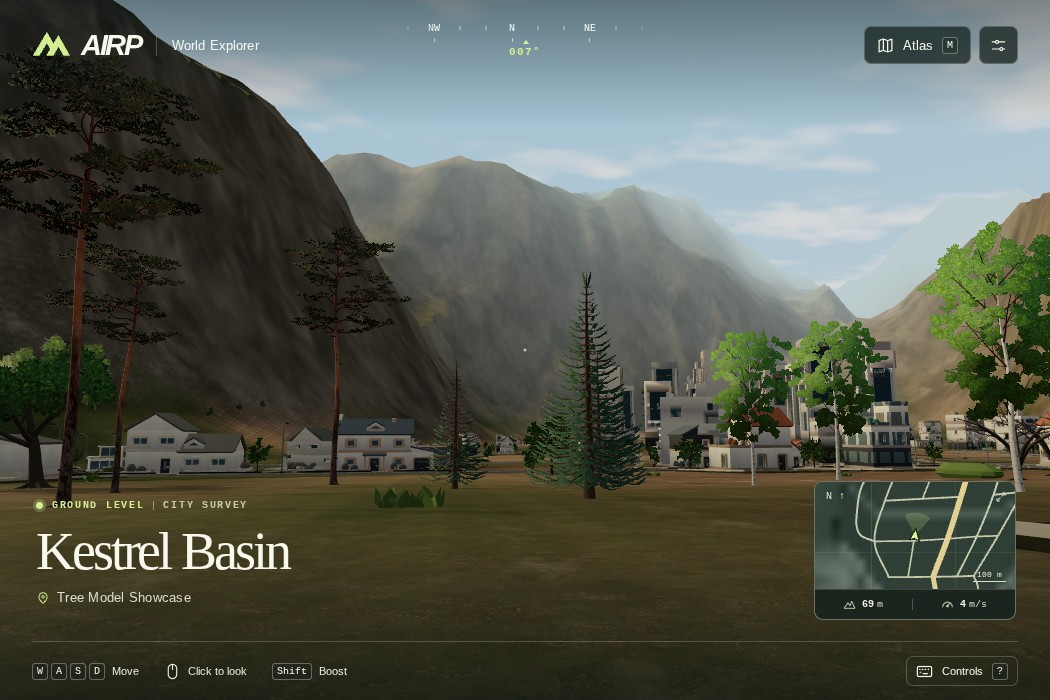 AIRP
World Explorer
NW N NE
007°
Atlas M
GROUND LEVEL | CITY SURVEY
Kestrel Basin
Tree Model Showcase
N ↑
100 m
69 m
4 m/s
W A S D Move
Click to look
Shift Boost
Controls ?